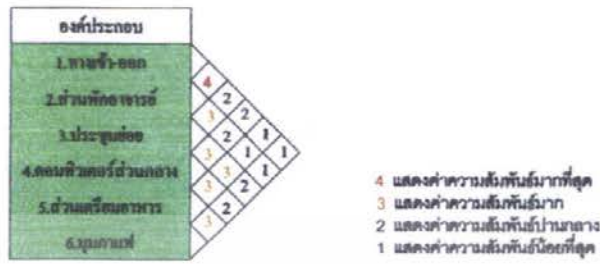 องค์ประกอบ
1.ทางเข้า-ออก
2.ส่วนพักอาจารย์
3.ประชุมย่อย
4.คอมพิวเตอร์ส่วนกลาง
5.ส่วนเตรียมอาหาร
6.มุมกาแฟ
4
2
3 2
2 1
3 1 1
3 1
3 2
2
3
4 แสดงค่าความสัมพันธ์มากที่สุด
3 แสดงค่าความสัมพันธ์มาก
2 แสดงค่าความสัมพันธ์ปานกลาง
1 แสดงค่าความสัมพันธ์น้อยที่สุด